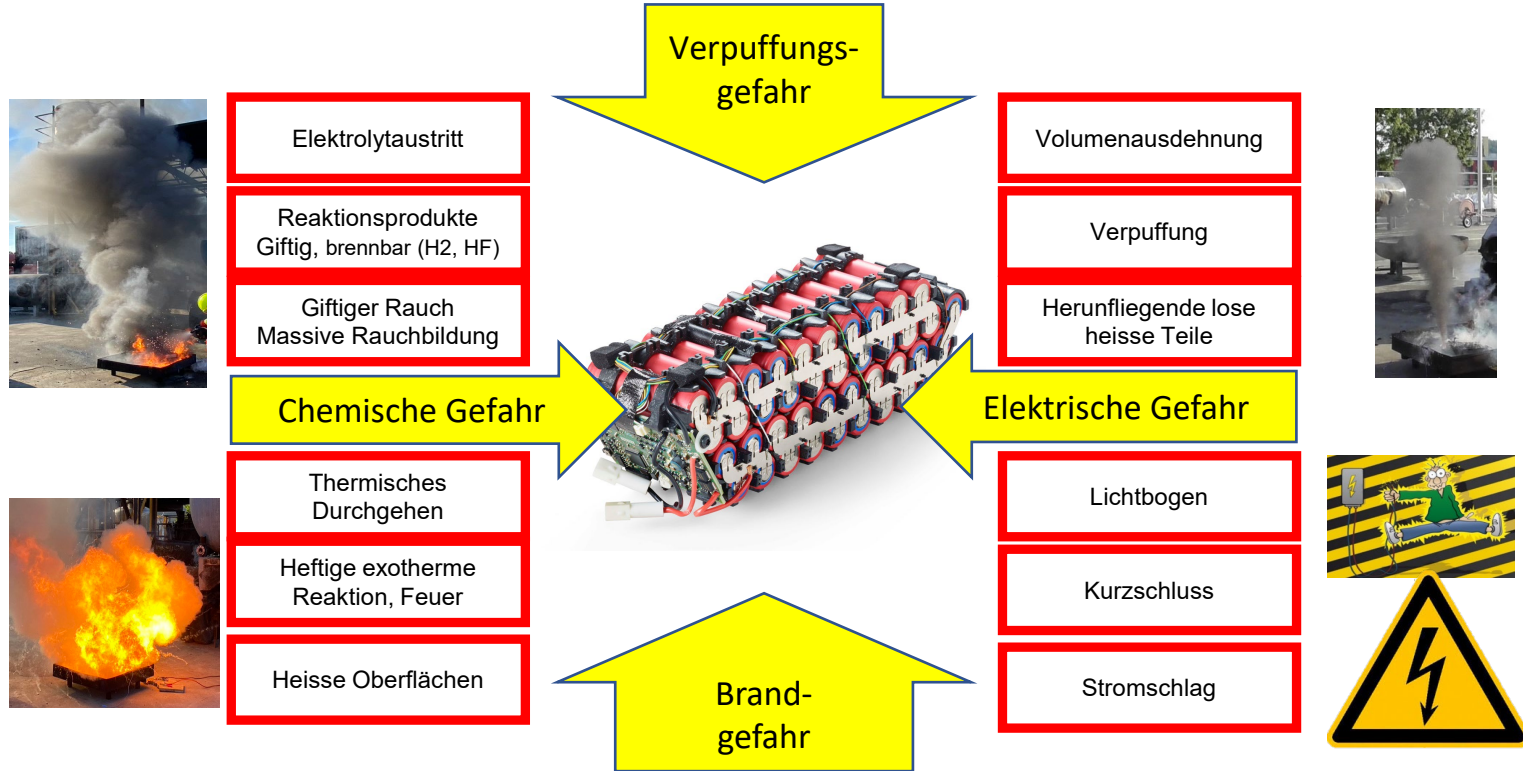 Verpuffungs-
gefahr
Elektrolytaustritt
Reaktionsprodukte
Giftig, brennbar (H2, HF)
Giftiger Rauch
Massive Rauchbildung
Volumenausdehnung
Verpuffung
Herunfliegende lose
heisse Teile
Chemische Gefahr
Elektrische Gefahr
Thermisches
Durchgehen
Heftige exotherme
Reaktion, Feuer
Heisse Oberflächen
Lichtbogen
Kurzschluss
Stromschlag
Brand-
gefahr